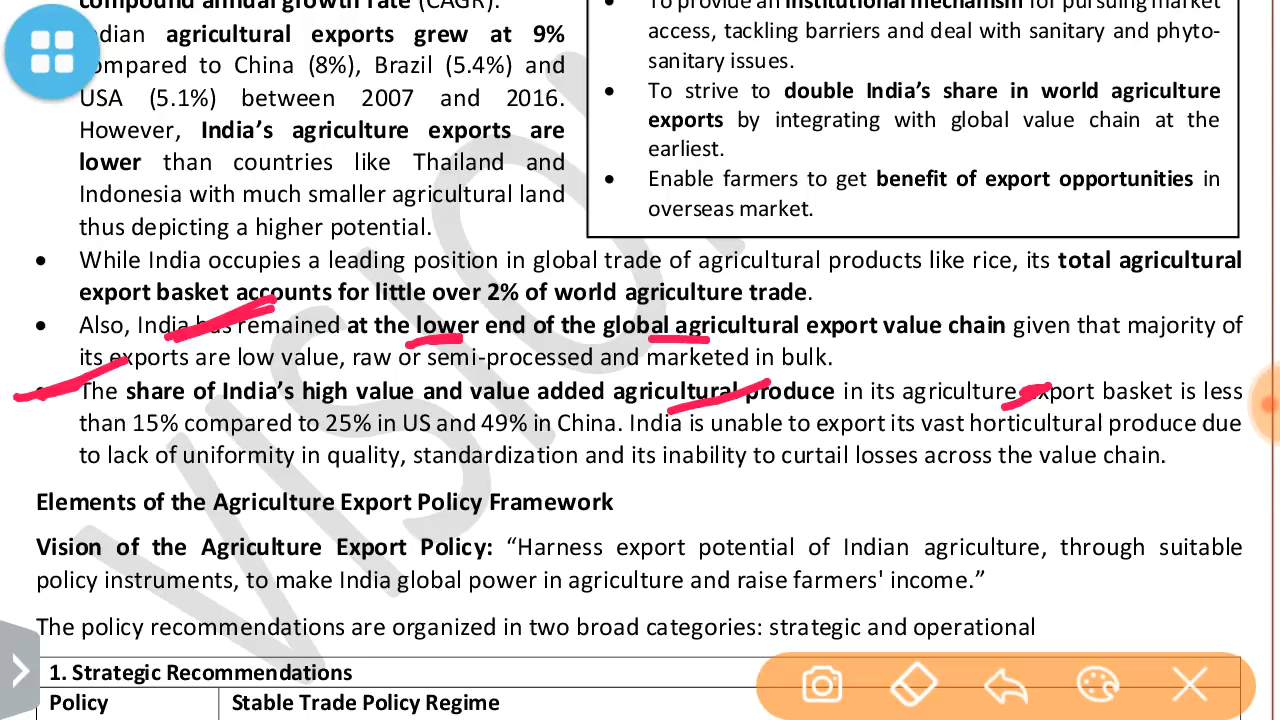 compound annual growth rate (CAGR).
Indian agricultural exports grew at 9%
compared to China (8%), Brazil (5.4%) and
USA (5.1%) between 2007 and 2016.
However, India’s agriculture exports are
lower than countries like Thailand and
Indonesia with much smaller agricultural land
thus depicting a higher potential.
• To provide an institutional mechanism for pursuing market
access, tackling barriers and deal with sanitary and phyto-
sanitary issues.
• To strive to double India’s share in world agriculture
exports by integrating with global value chain at the
earliest.
• Enable farmers to get benefit of export opportunities in
overseas market.
• While India occupies a leading position in global trade of agricultural products like rice, its total agricultural
export basket accounts for little over 2% of world agriculture trade.
• Also, India has remained at the lower end of the global agricultural export value chain given that majority of
its exports are low value, raw or semi-processed and marketed in bulk.
• The share of India’s high value and value added agricultural produce in its agriculture export basket is less
than 15% compared to 25% in US and 49% in China. India is unable to export its vast horticultural produce due
to lack of uniformity in quality, standardization and its inability to curtail losses across the value chain.
Elements of the Agriculture Export Policy Framework
Vision of the Agriculture Export Policy: “Harness export potential of Indian agriculture, through suitable
policy instruments, to make India global power in agriculture and raise farmers' income.”
The policy recommendations are organized in two broad categories: strategic and operational
1. Strategic Recommendations
Policy Stable Trade Policy Regime